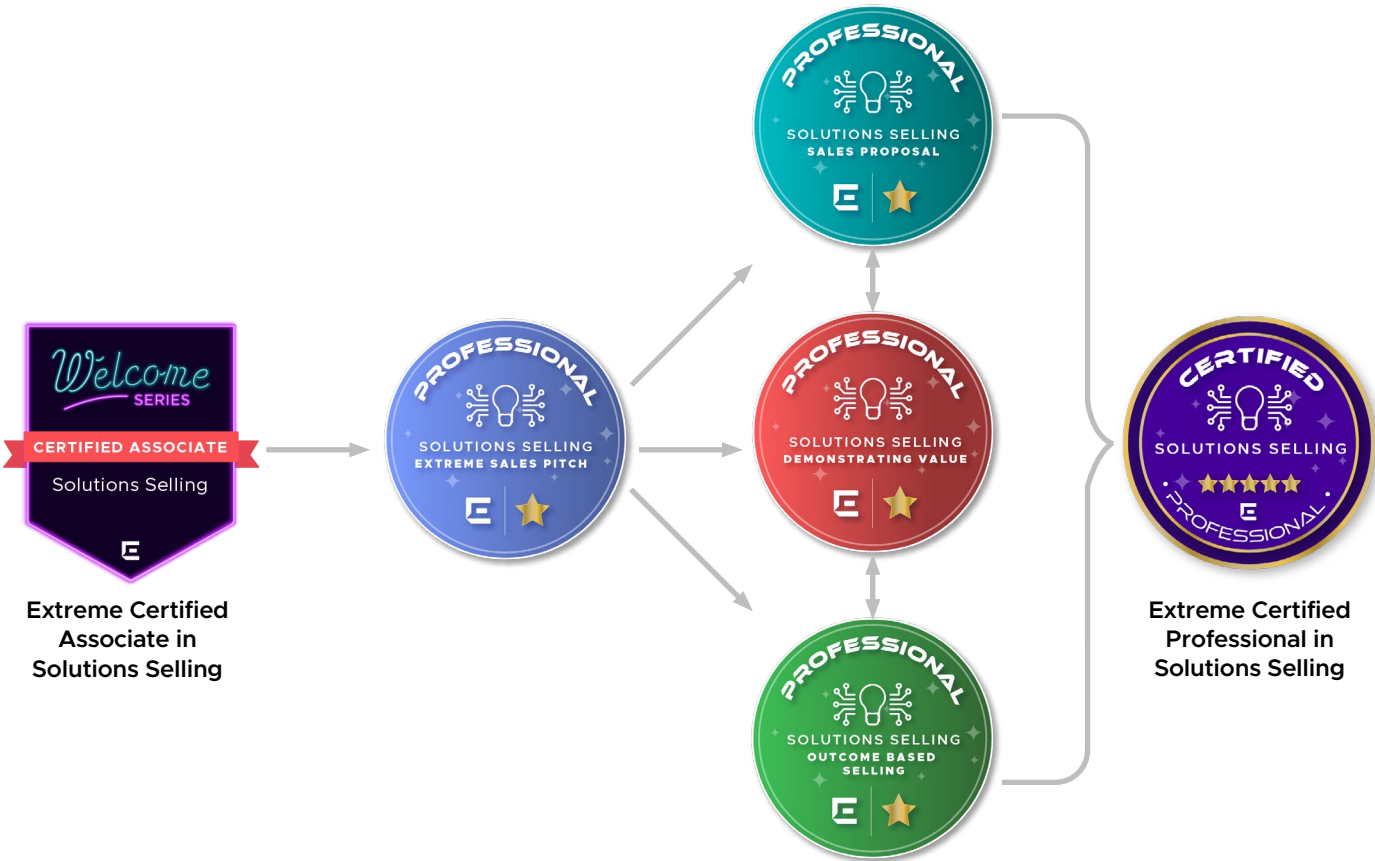 Welcome
SERIES
CERTIFIED ASSOCIATE
Solutions Selling
Extreme Certified
Associate in
Solutions Selling
PROFESSIONAL
SOLUTIONS SELLING
EXTREME SALES PITCH
E
PROFESSIONAL
SOLUTIONS SELLING
SALES PROPOSAL
E
PROFESSIONAL
SOLUTIONS SELLING
DEMONSTRATING VALUE
E
PROFESSIONAL
SOLUTIONS SELLING
OUTCOME BASED
SELLING
E
CERTIFIED
SOLUTIONS SELLING
E
• PROFESSIONAL •
Extreme Certified
Professional in
Solutions Selling